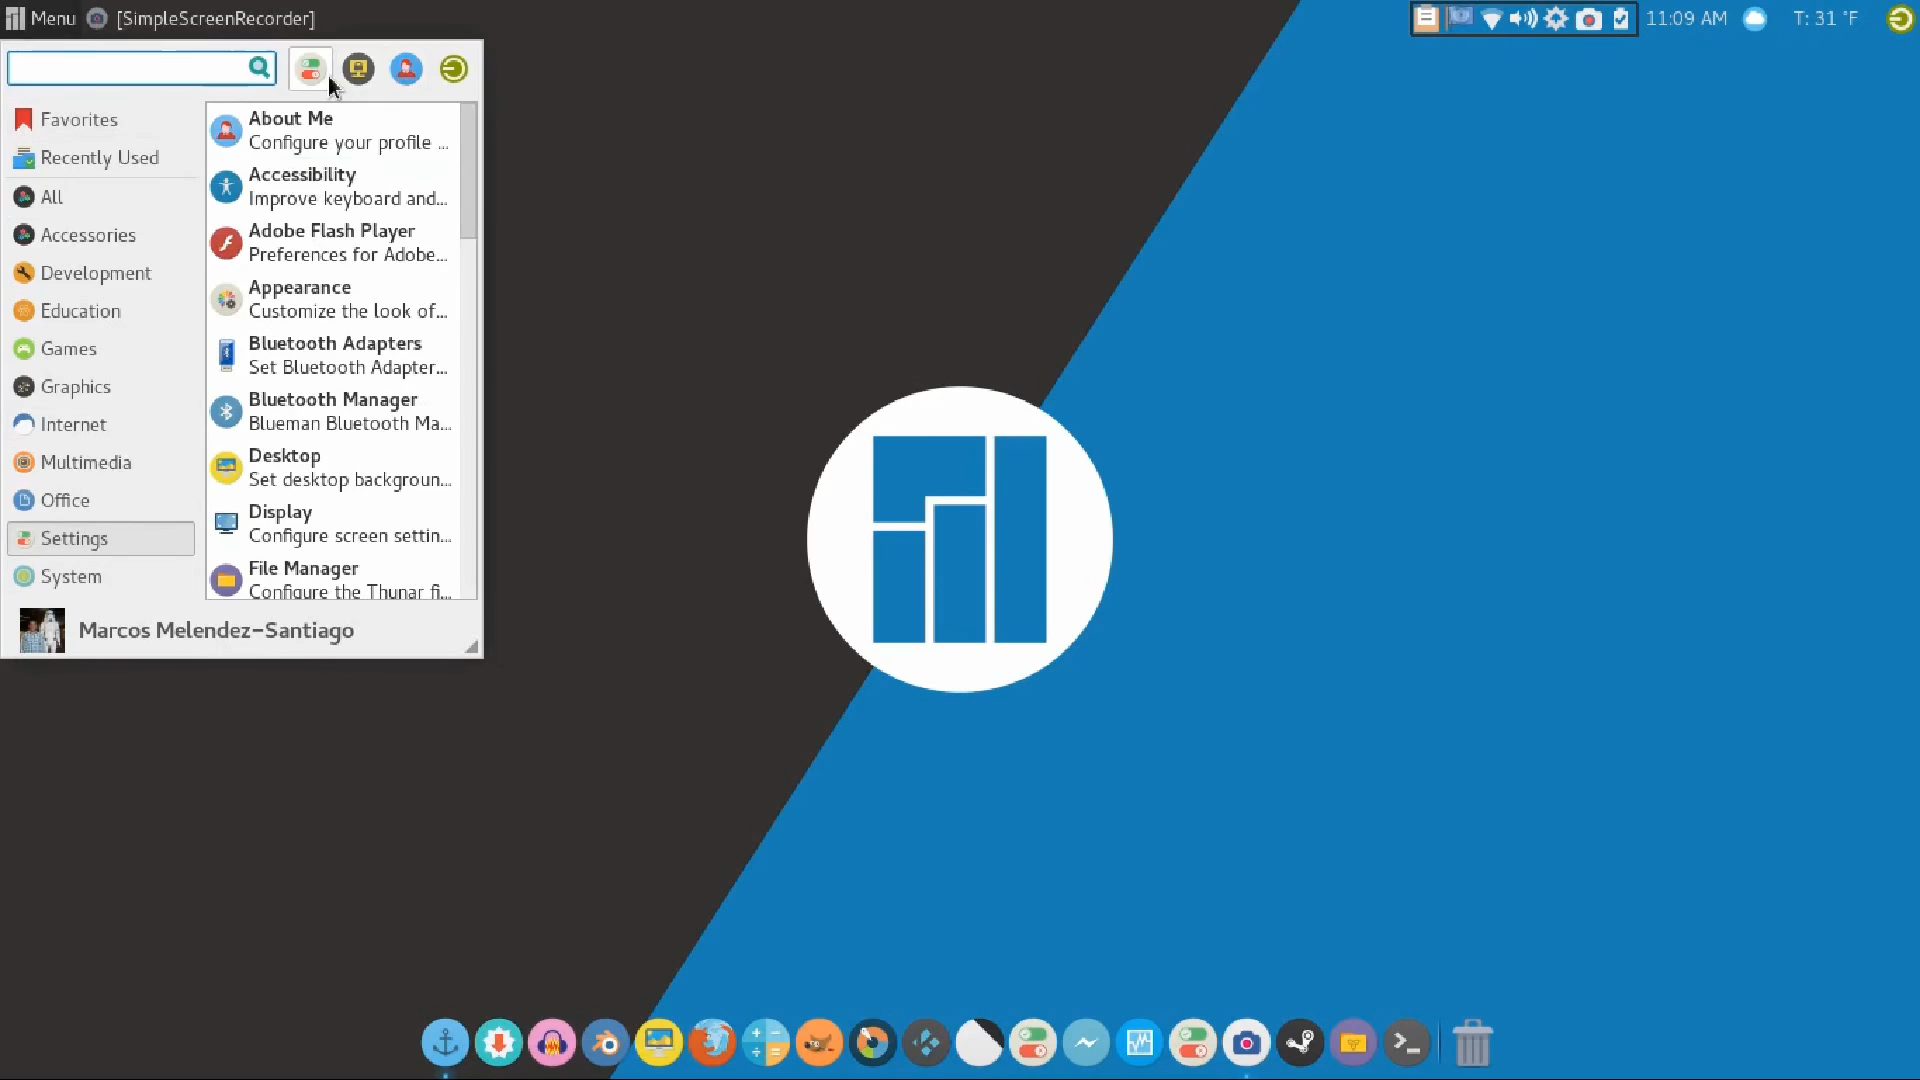 Menu [SimpleScreenRecorder] 11:09 AM T: 31 °F
Favorites
Recently Used
All
Accessories
Development
Education
Games
Graphics
Internet
Multimedia
Office
Settings
System
About Me
Configure your profile ...
Accessibility
Improve keyboard and...
Adobe Flash Player
Preferences for Adobe...
Appearance
Customize the look of...
Bluetooth Adapters
Set Bluetooth Adapter...
Bluetooth Manager
Blueman Bluetooth Ma...
Desktop
Set desktop backgroun...
Display
Configure screen settin...
File Manager
Configure the Thunar fi...
Marcos Melendez-Santiago